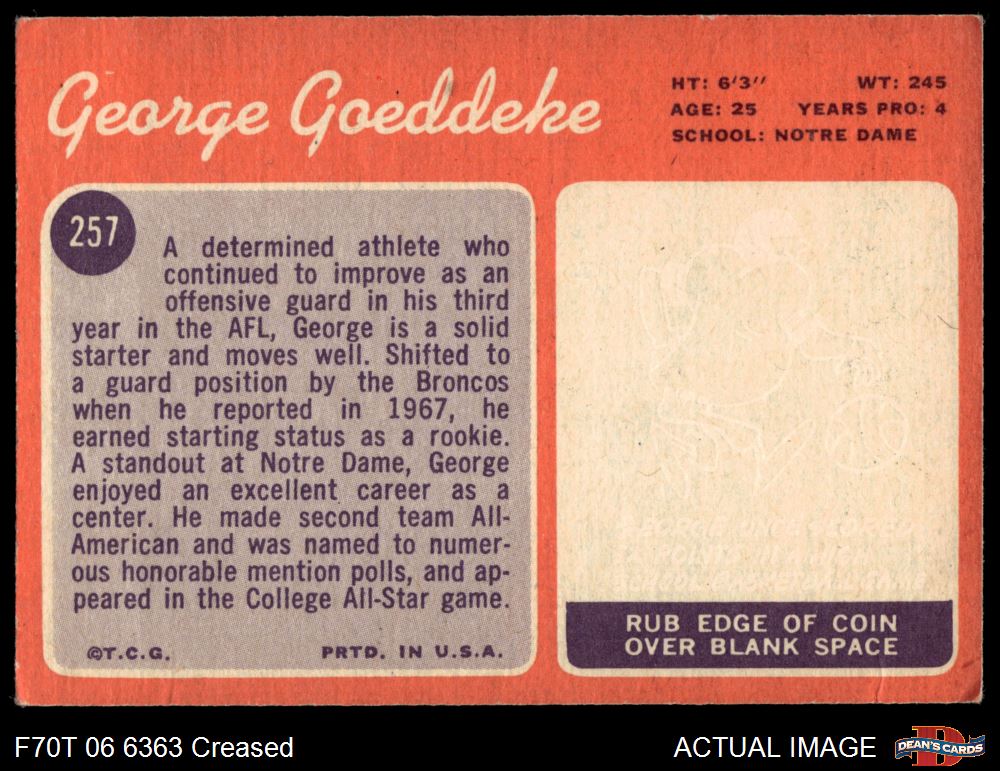 George Goeddeke
HT: 6'3" WT: 245
AGE: 25 YEARS PRO: 4
SCHOOL: NOTRE DAME
257
A determined athlete who
continued to improve as an
offensive guard in his third
year in the AFL, George is a solid
starter and moves well. Shifted to
a guard position by the Broncos
when he reported in 1967, he
earned starting status as a rookie.
A standout at Notre Dame, George
enjoyed an excellent career as a
center. He made second team All-
American and was named to numer-
ous honorable mention polls, and ap-
peared in the College All-Star game.
©T.C.G. PRTD. IN U.S.A.
RUB EDGE OF COIN
OVER BLANK SPACE
F70T 06 6363 Creased
ACTUAL IMAGE
DEAN'S CARDS